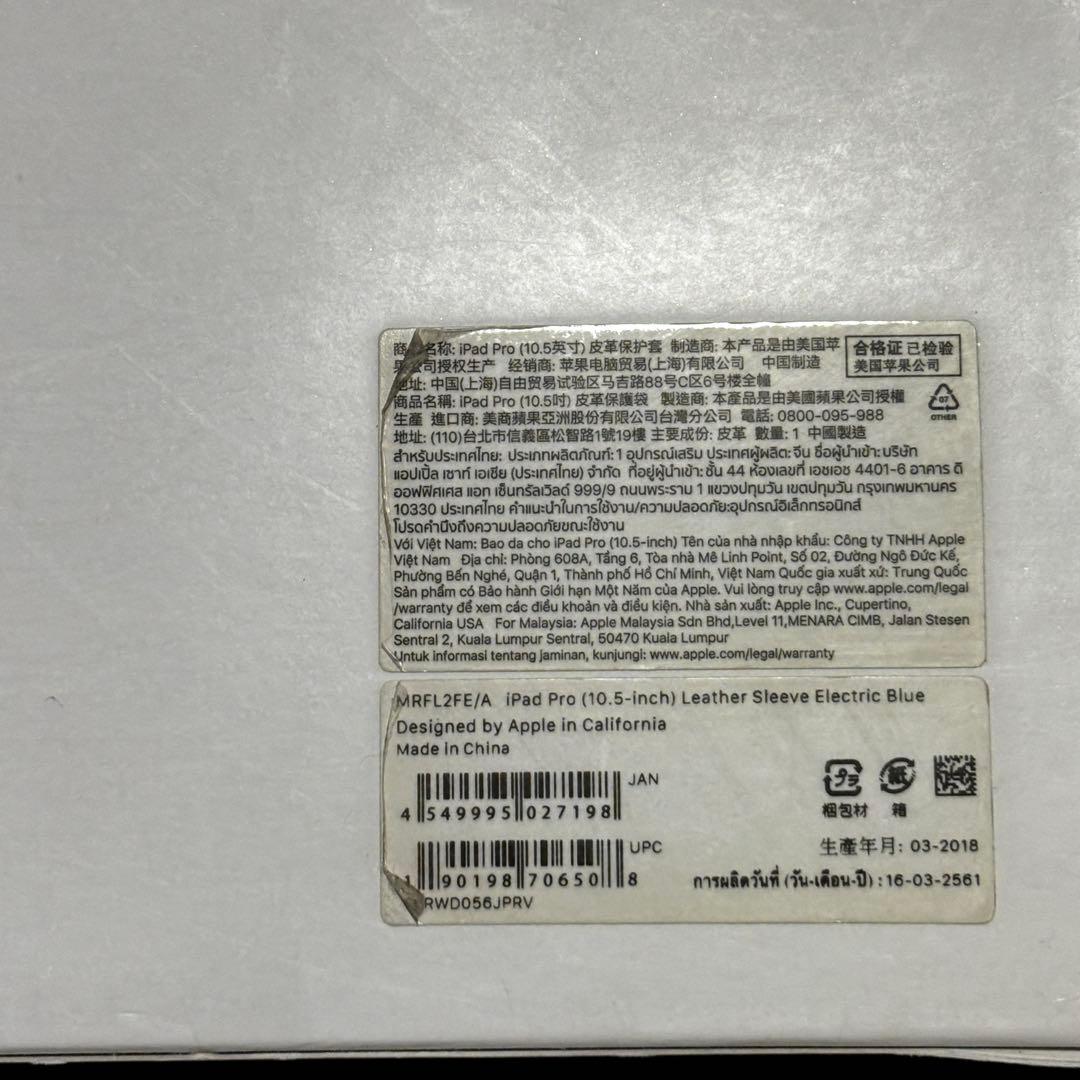 商 名称: iPad Pro (10.5英寸) 皮革保护套 制造商: 本产品是由美国苹
果公司授权生产 经销商: 苹果电脑贸易(上海)有限公司 中国制造
地址: 中国(上海)自由贸易试验区马吉路88号C区6号楼全幢
合格证 已检验
美国苹果公司
商品名稱: iPad Pro (10.5吋) 皮革保護袋 製造商: 本產品是由美國蘋果公司授權
生產 進口商: 美商蘋果亞洲股份有限公司台灣分公司 電話: 0800-095-988
地址: (110)台北市信義區松智路1號19樓 主要成份: 皮革 數量: 1 中國製造
07
OTHER
สำหรับประเทศไทย: ประเภทผลิตภัณฑ์: 1 อุปกรณ์เสริม ประเทศผู้ผลิต: จีน ชื่อผู้นำเข้า: บริษัท
แอปเปิ้ล เซาท์ เอเชีย (ประเทศไทย) จำกัด ที่อยู่ผู้นำเข้า: ชั้น 44 ห้องเลขที่ เอชเอช 4401-6 อาคาร ดิ
ออฟฟิศเศส แอท เซ็นทรัลเวิลด์ 999/9 ถนนพระราม 1 แขวงปทุมวัน เขตปทุมวัน กรุงเทพมหานคร
10330 ประเทศไทย คำแนะนำในการใช้งาน/ความปลอดภัย:อุปกรณ์อิเล็กทรอนิกส์
โปรดคำนึงถึงความปลอดภัยขณะใช้งาน
Với Việt Nam: Bao da cho iPad Pro (10.5-inch) Tên của nhà nhập khẩu: Công ty TNHH Apple
Việt Nam Địa chỉ: Phòng 608A, Tầng 6, Tòa nhà Mê Linh Point, Số 02, Đường Ngô Đức Kế,
Phường Bến Nghé, Quận 1, Thành phố Hồ Chí Minh, Việt Nam Quốc gia xuất xứ: Trung Quốc
Sản phẩm có Bảo hành Giới hạn Một Năm của Apple. Vui lòng truy cập www.apple.com/legal
/warranty để xem các điều khoản và điều kiện. Nhà sản xuất: Apple Inc., Cupertino,
California USA For Malaysia: Apple Malaysia Sdn Bhd,Level 11,MENARA CIMB, Jalan Stesen
Sentral 2, Kuala Lumpur Sentral, 50470 Kuala Lumpur
Untuk informasi tentang jaminan, kunjungi: www.apple.com/legal/warranty
MRFL2FE/A iPad Pro (10.5-inch) Leather Sleeve Electric Blue
Designed by Apple in California
Made in China
JAN
4 549995 027198
プラ
梱包材
紙
箱
UPC
1 90198 70650 8
RWD056JPRV
生產年月: 03-2018
การผลิตวันที่ (วัน-เดือน-ปี) : 16-03-2561